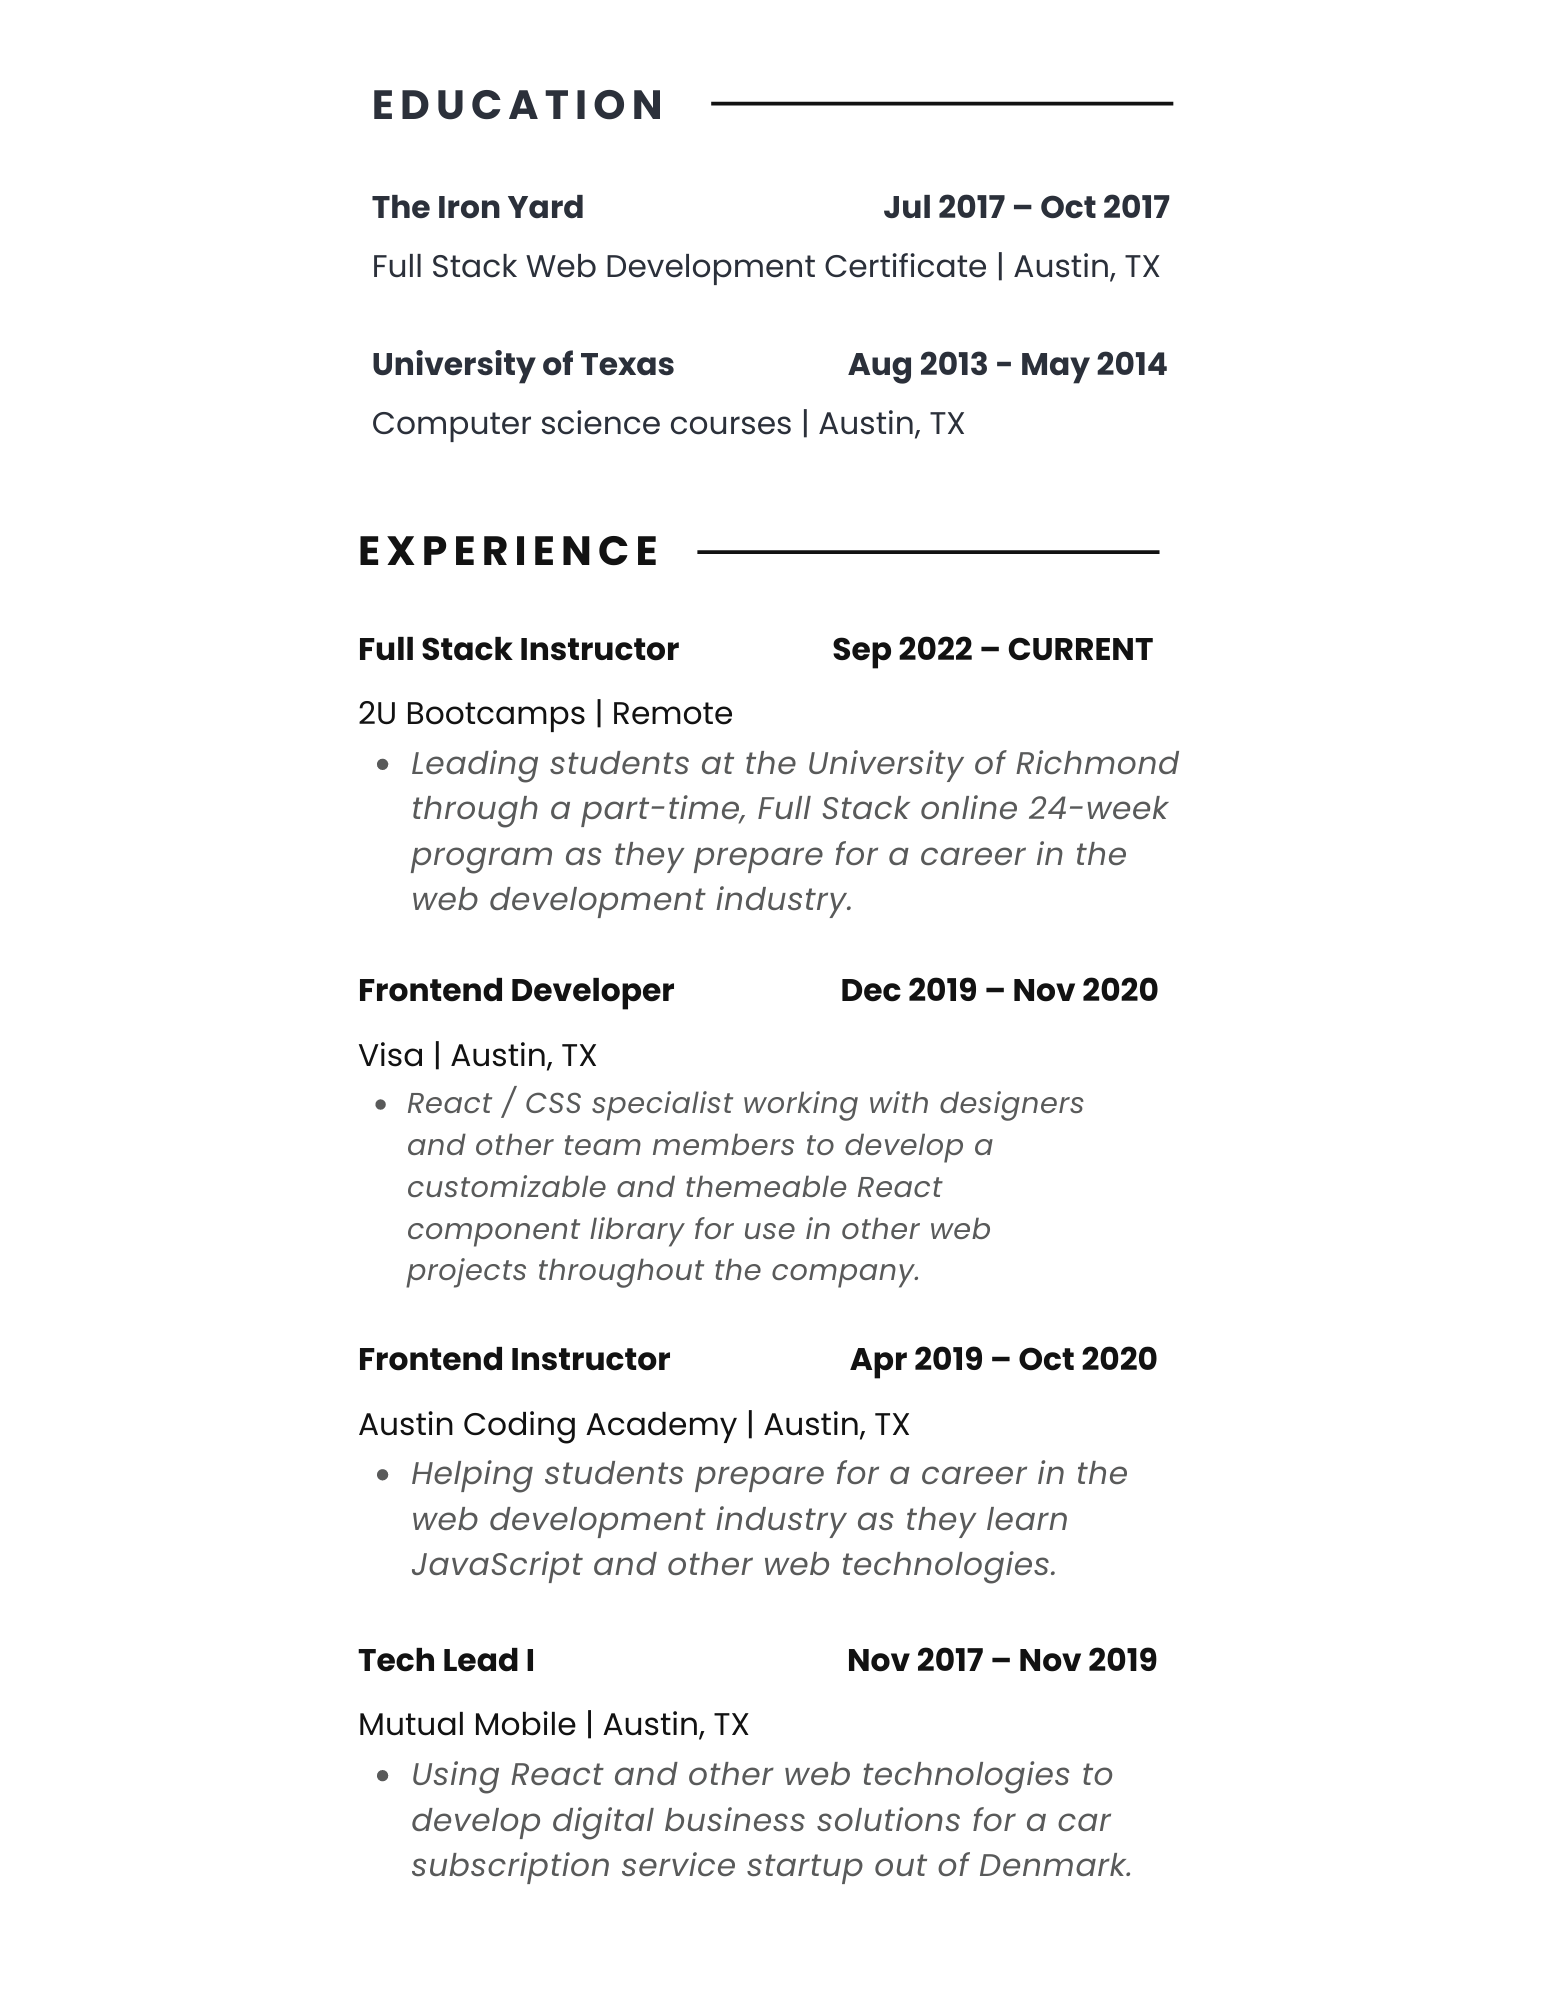 EDUCATION
The Iron Yard Jul 2017 – Oct 2017
Full Stack Web Development Certificate | Austin, TX
University of Texas Aug 2013 - May 2014
Computer science courses | Austin, TX
EXPERIENCE
Full Stack Instructor Sep 2022 – CURRENT
2U Bootcamps | Remote
• Leading students at the University of Richmond
through a part-time, Full Stack online 24-week
program as they prepare for a career in the
web development industry.
Frontend Developer Dec 2019 – Nov 2020
Visa | Austin, TX
• React / CSS specialist working with designers
and other team members to develop a
customizable and themeable React
component library for use in other web
projects throughout the company.
Frontend Instructor Apr 2019 – Oct 2020
Austin Coding Academy | Austin, TX
• Helping students prepare for a career in the
web development industry as they learn
JavaScript and other web technologies.
Tech Lead I Nov 2017 – Nov 2019
Mutual Mobile | Austin, TX
• Using React and other web technologies to
develop digital business solutions for a car
subscription service startup out of Denmark.